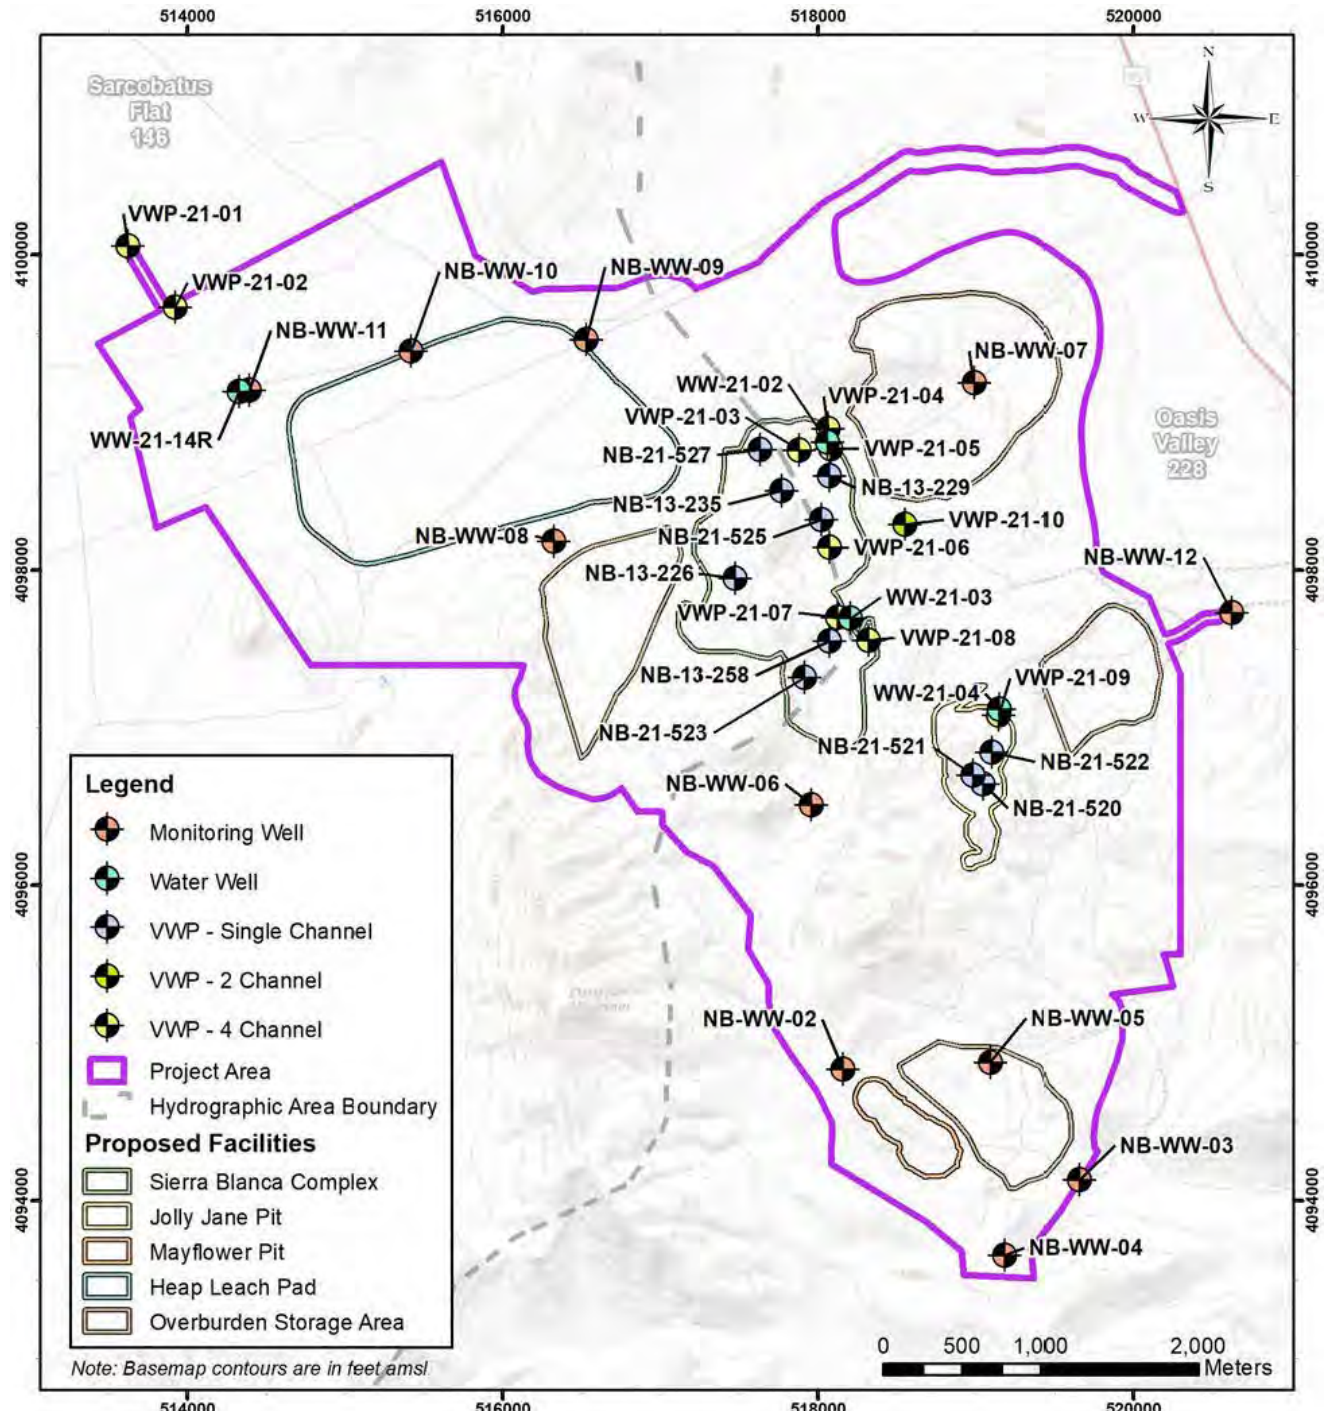 514000 516000 518000 520000
Sarcobatus
Flat
146
N
W E
S
VWP-21-01
4100000 4100000
VWP-21-02
NB-WW-10
NB-WW-09
NB-WW-11
NB-WW-07
WW-21-02
VWP-21-04
VWP-21-03
Oasis
Valley
228
WW-21-14R
NB-21-527
VWP-21-05
NB-13-235
NB-13-229
VWP-21-10
NB-WW-08
NB-21-525
VWP-21-06
NB-WW-12
4098000 4098000
NB-13-226
VWP-21-07
WW-21-03
VWP-21-08
NB-13-258
WW-21-04
VWP-21-09
NB-21-523
NB-21-521
NB-21-522
NB-WW-06
NB-21-520
4096000 4096000
NB-WW-02
NB-WW-05
NB-WW-03
4094000 4094000
NB-WW-04
Legend
Monitoring Well
Water Well
VWP - Single Channel
VWP - 2 Channel
VWP - 4 Channel
Project Area
Hydrographic Area Boundary
Proposed Facilities
Sierra Blanca Complex
Jolly Jane Pit
Mayflower Pit
Heap Leach Pad
Overburden Storage Area
Note: Basemap contours are in feet amsl
0 500 1,000 2,000
Meters
514000 516000 518000 520000